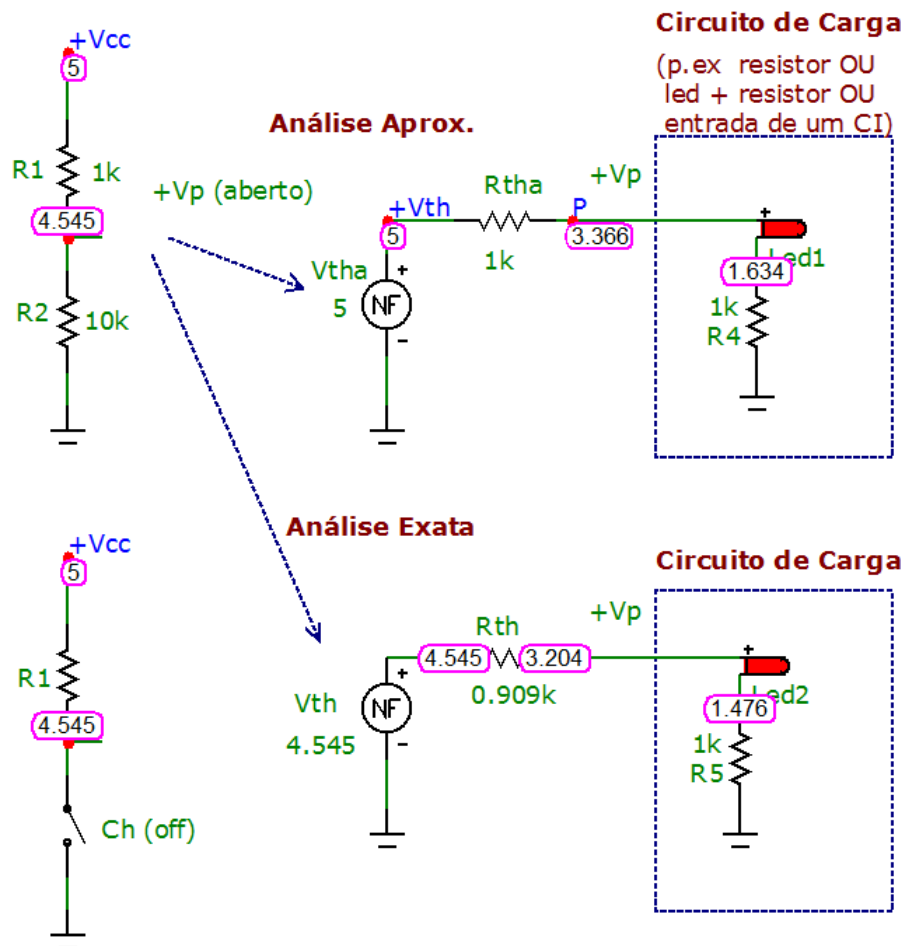 +Vcc
5
R1
1k
4.545
+Vp (aberto)
R2
10k
Análise Aprox.
+Vth
5
Vtha
5
NF
+
-
Rtha
1k
+Vp
P
3.366
Circuito de Carga
(p.ex resistor OU
led + resistor OU
entrada de um CI)
+
Led1
1.634
1k
R4
+Vcc
5
R1
4.545
Ch (off)
Análise Exata
Vth
4.545
NF
+
-
4.545
Rth
0.909k
3.204
+Vp
Circuito de Carga
+
Led2
1.476
1k
R5